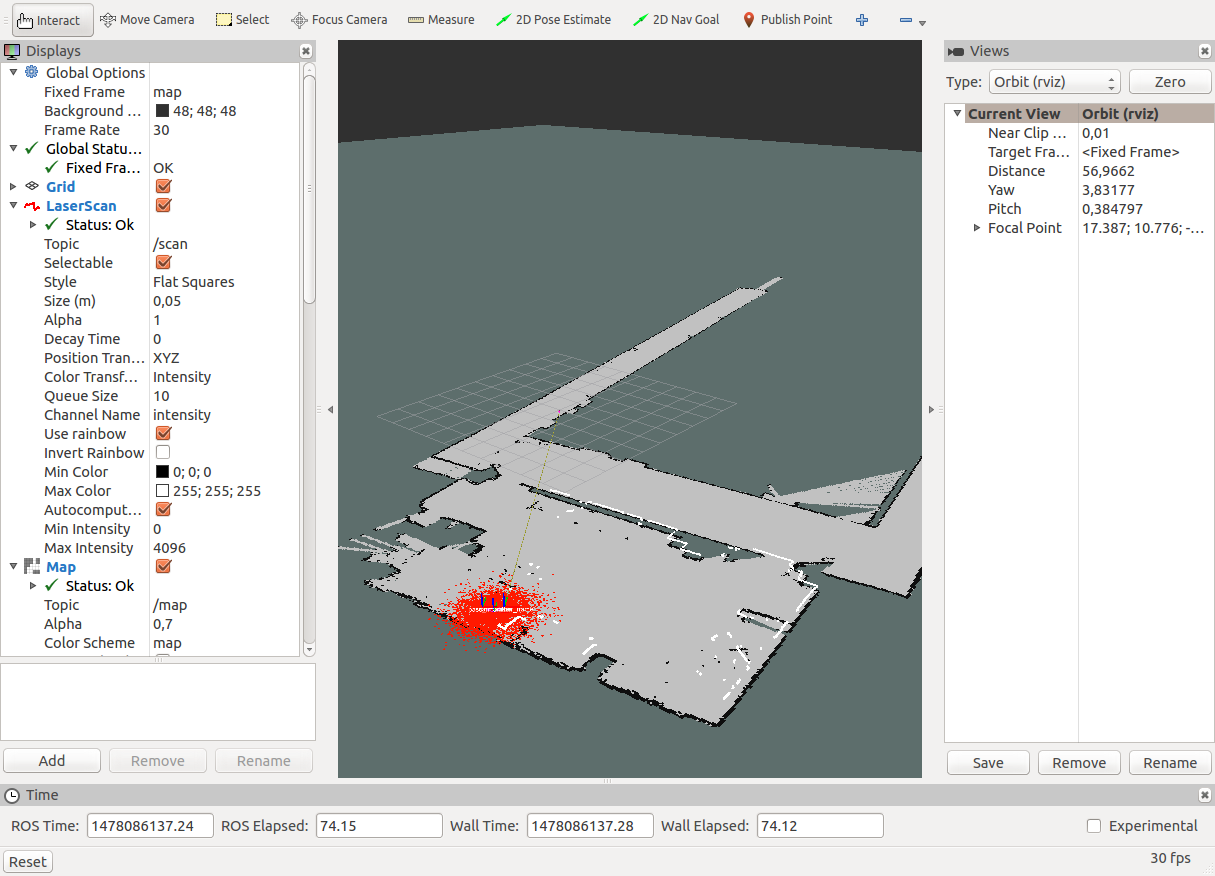 Interact Move Camera Select Focus Camera Measure 2D Pose Estimate 2D Nav Goal Publish Point
Displays
Global Options
Fixed Frame map
Background ... 48; 48; 48
Frame Rate 30
Global Statu...
Fixed Fra... OK
Grid
LaserScan
Status: Ok
Topic /scan
Selectable
Style Flat Squares
Size (m) 0,05
Alpha 1
Decay Time 0
Position Tran... XYZ
Color Transf... Intensity
Queue Size 10
Channel Name intensity
Use rainbow
Invert Rainbow
Min Color 0; 0; 0
Max Color 255; 255; 255
Autocomput...
Min Intensity 0
Max Intensity 4096
Map
Status: Ok
Topic /map
Alpha 0,7
Color Scheme map
Add Remove Rename
Views
Type: Orbit (rviz) Zero
Current View Orbit (rviz)
Near Clip ... 0,01
Target Fra... <Fixed Frame>
Distance 56,9662
Yaw 3,83177
Pitch 0,384797
Focal Point 17.387; 10.776; -...
Save Remove Rename
Time
ROS Time: 1478086137.24 ROS Elapsed: 74.15 Wall Time: 1478086137.28 Wall Elapsed: 74.12 Experimental
Reset 30 fps